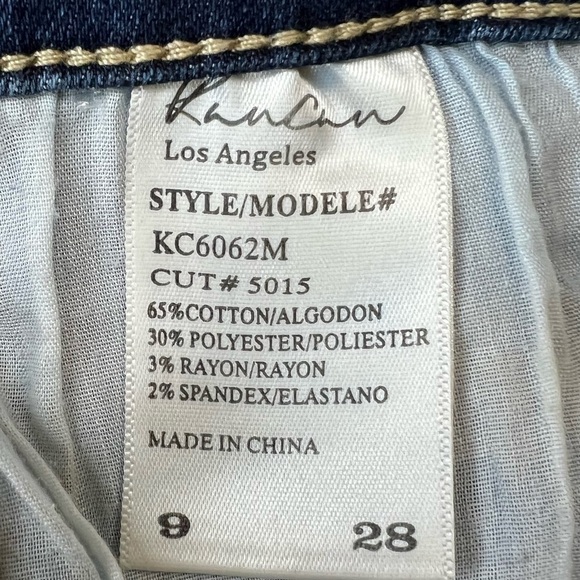 KanCan
Los Angeles
STYLE/MODELE#
KC6062M
CUT# 5015
65%COTTON/ALGODON
30% POLYESTER/POLIESTER
3% RAYON/RAYON
2% SPANDEX/ELASTANO
MADE IN CHINA
9 28